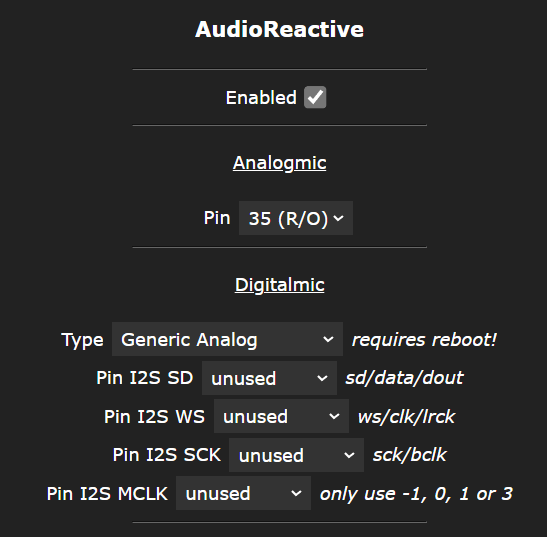 AudioReactive
Enabled
Analogmic
Pin 35 (R/O)
Digitalmic
Type Generic Analog requires reboot!
Pin I2S SD unused sd/data/dout
Pin I2S WS unused ws/clk/lrck
Pin I2S SCK unused sck/bclk
Pin I2S MCLK unused only use -1, 0, 1 or 3